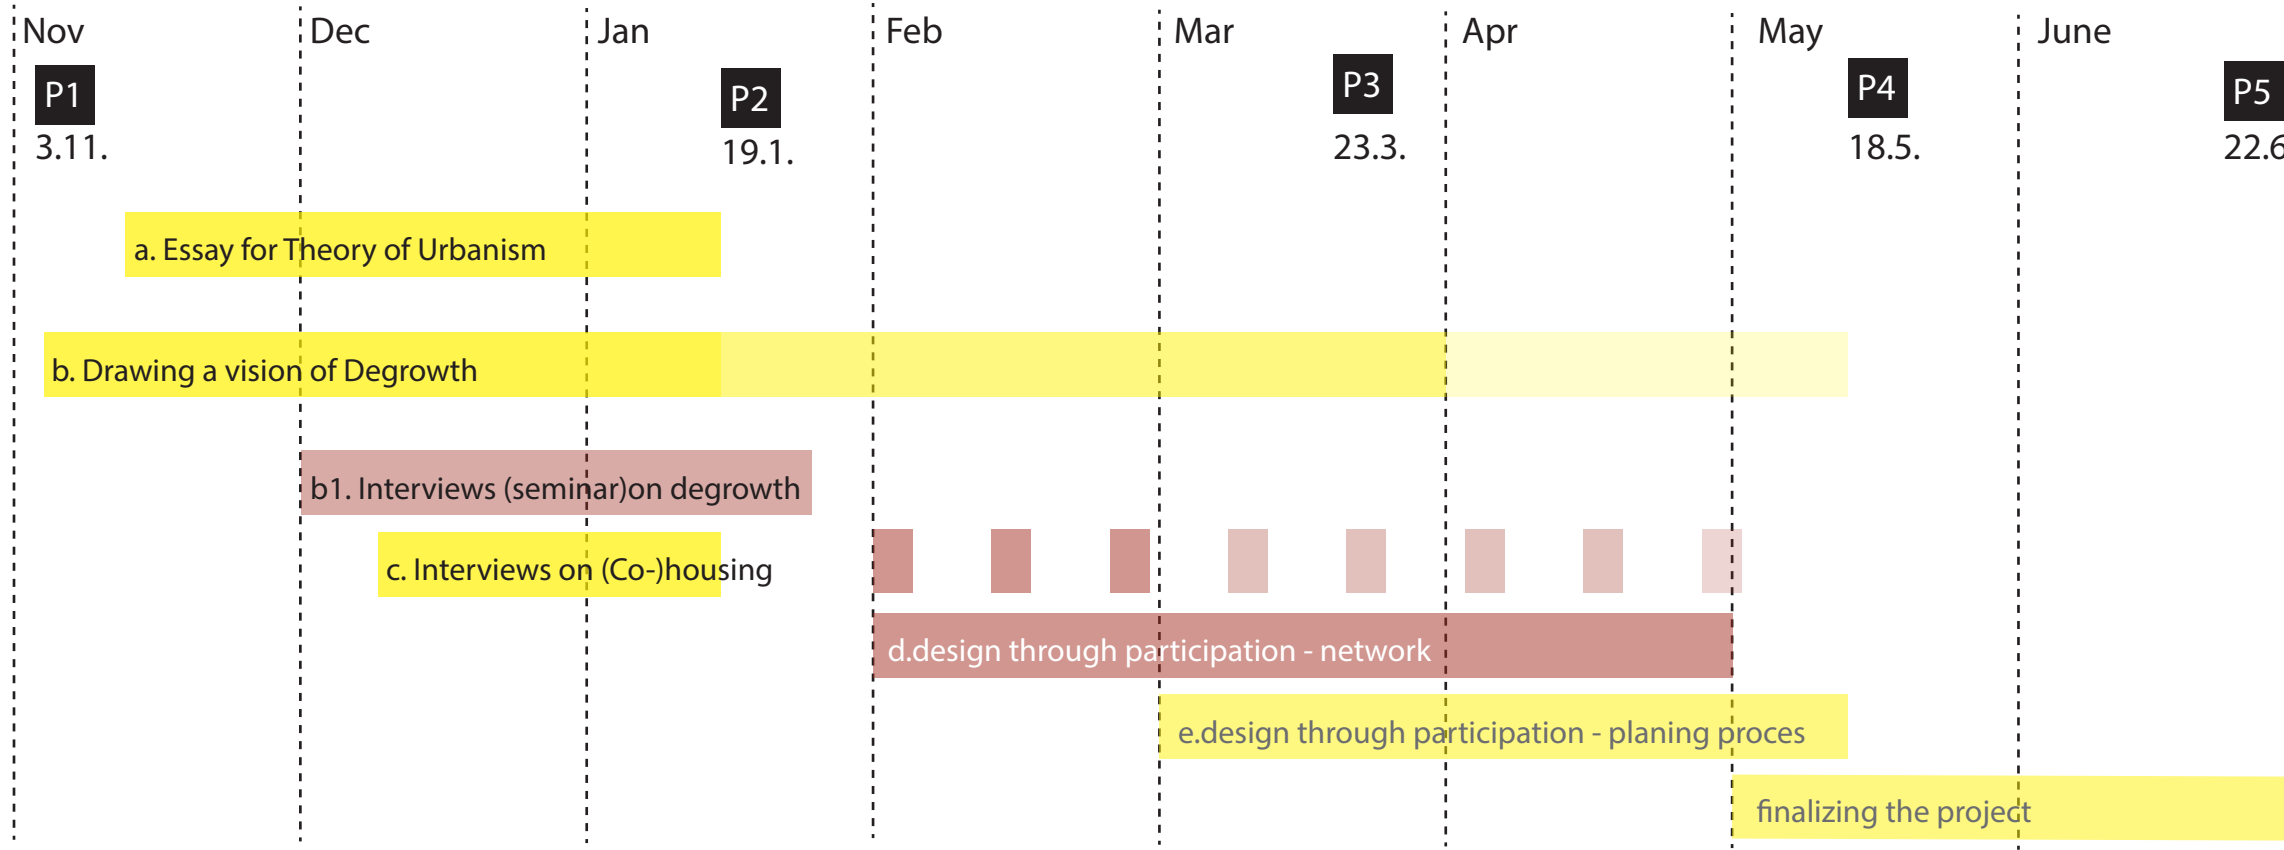 Nov Dec Jan Feb Mar Apr May June
P1 P2 P3 P4 P5
3.11. 19.1. 23.3. 18.5. 22.6
a. Essay for Theory of Urbanism
b. Drawing a vision of Degrowth
b1. Interviews (seminar)on degrowth
c. Interviews on (Co-)housing
d.design through participation - network
e.design through participation - planing proces
finalizing the project